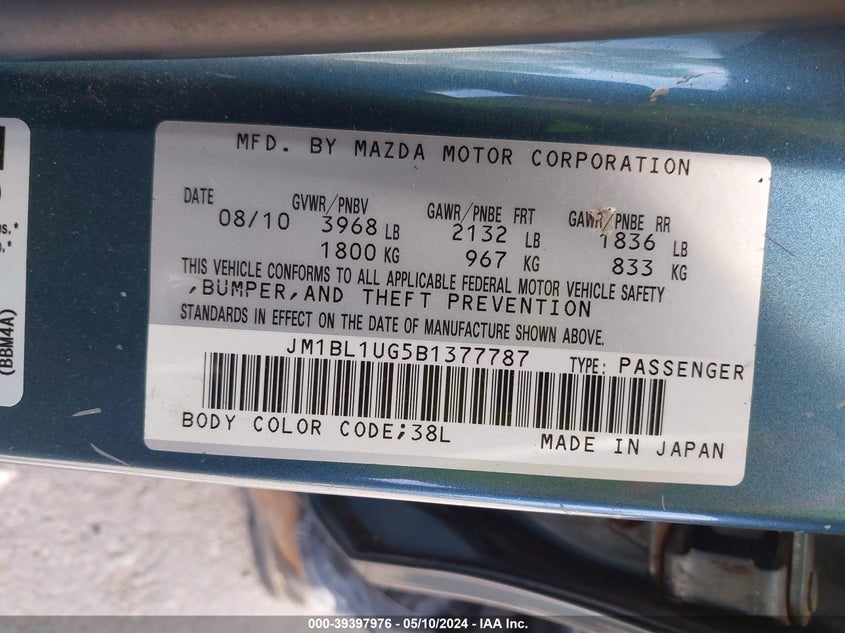 MFD. BY MAZDA MOTOR CORPORATION
DATE GVWR/PNBV GAWR/PNBE FRT GAWR/PNBE RR
08/10 3968 LB 2132 LB 1836 LB
1800 KG 967 KG 833 KG
THIS VEHICLE CONFORMS TO ALL APPLICABLE FEDERAL MOTOR VEHICLE SAFETY
,BUMPER,AND THEFT PREVENTION
STANDARDS IN EFFECT ON THE DATE OF MANUFACTURE SHOWN ABOVE.
JM1BL1UG5B1377787 TYPE: PASSENGER
BODY COLOR CODE;38L MADE IN JAPAN
(BBM4A)
000-39397976 - 05/10/2024 - IAA Inc.